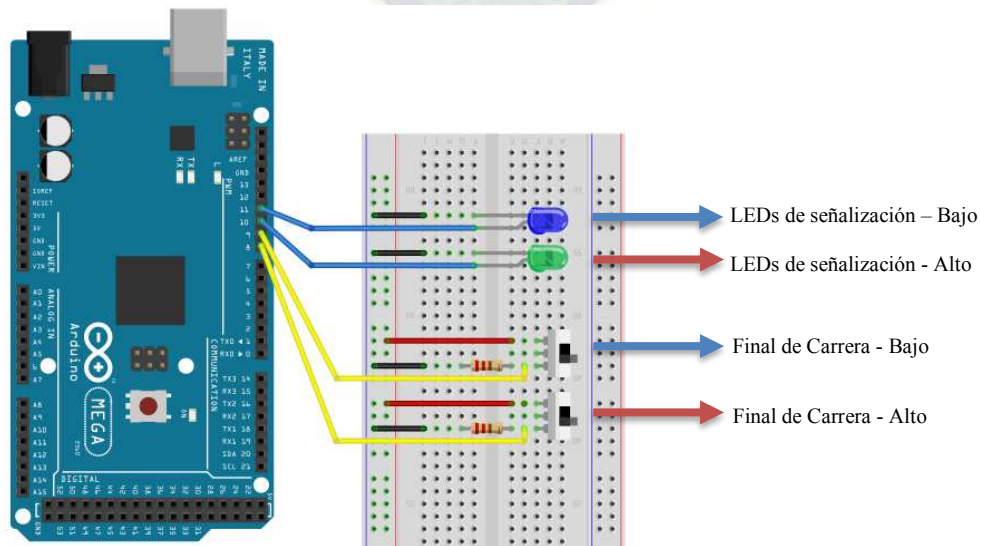 MADE IN
ITALY
AREF
GND
13
12
11
10
9
8
7
6
5
4
3
2
TX0 ◄ 1
RX0 ► 0
PWM
L
TX
RX
IOREF
RESET
3V3
5V
GND
GND
VIN
POWER
A0
A1
A2
A3
A4
A5
A7
ANALOG IN
A8
A9
A10
A11
A12
A13
A14
A15
Arduino
MEGA
ON
COMMUNICATION
TX3 14
RX3 15
TX2 16
RX2 17
TX1 18
RX1 19
SDA 20
SCL 21
DIGITAL
5V
GND
LEDs de señalización – Bajo
LEDs de señalización - Alto
Final de Carrera - Bajo
Final de Carrera - Alto